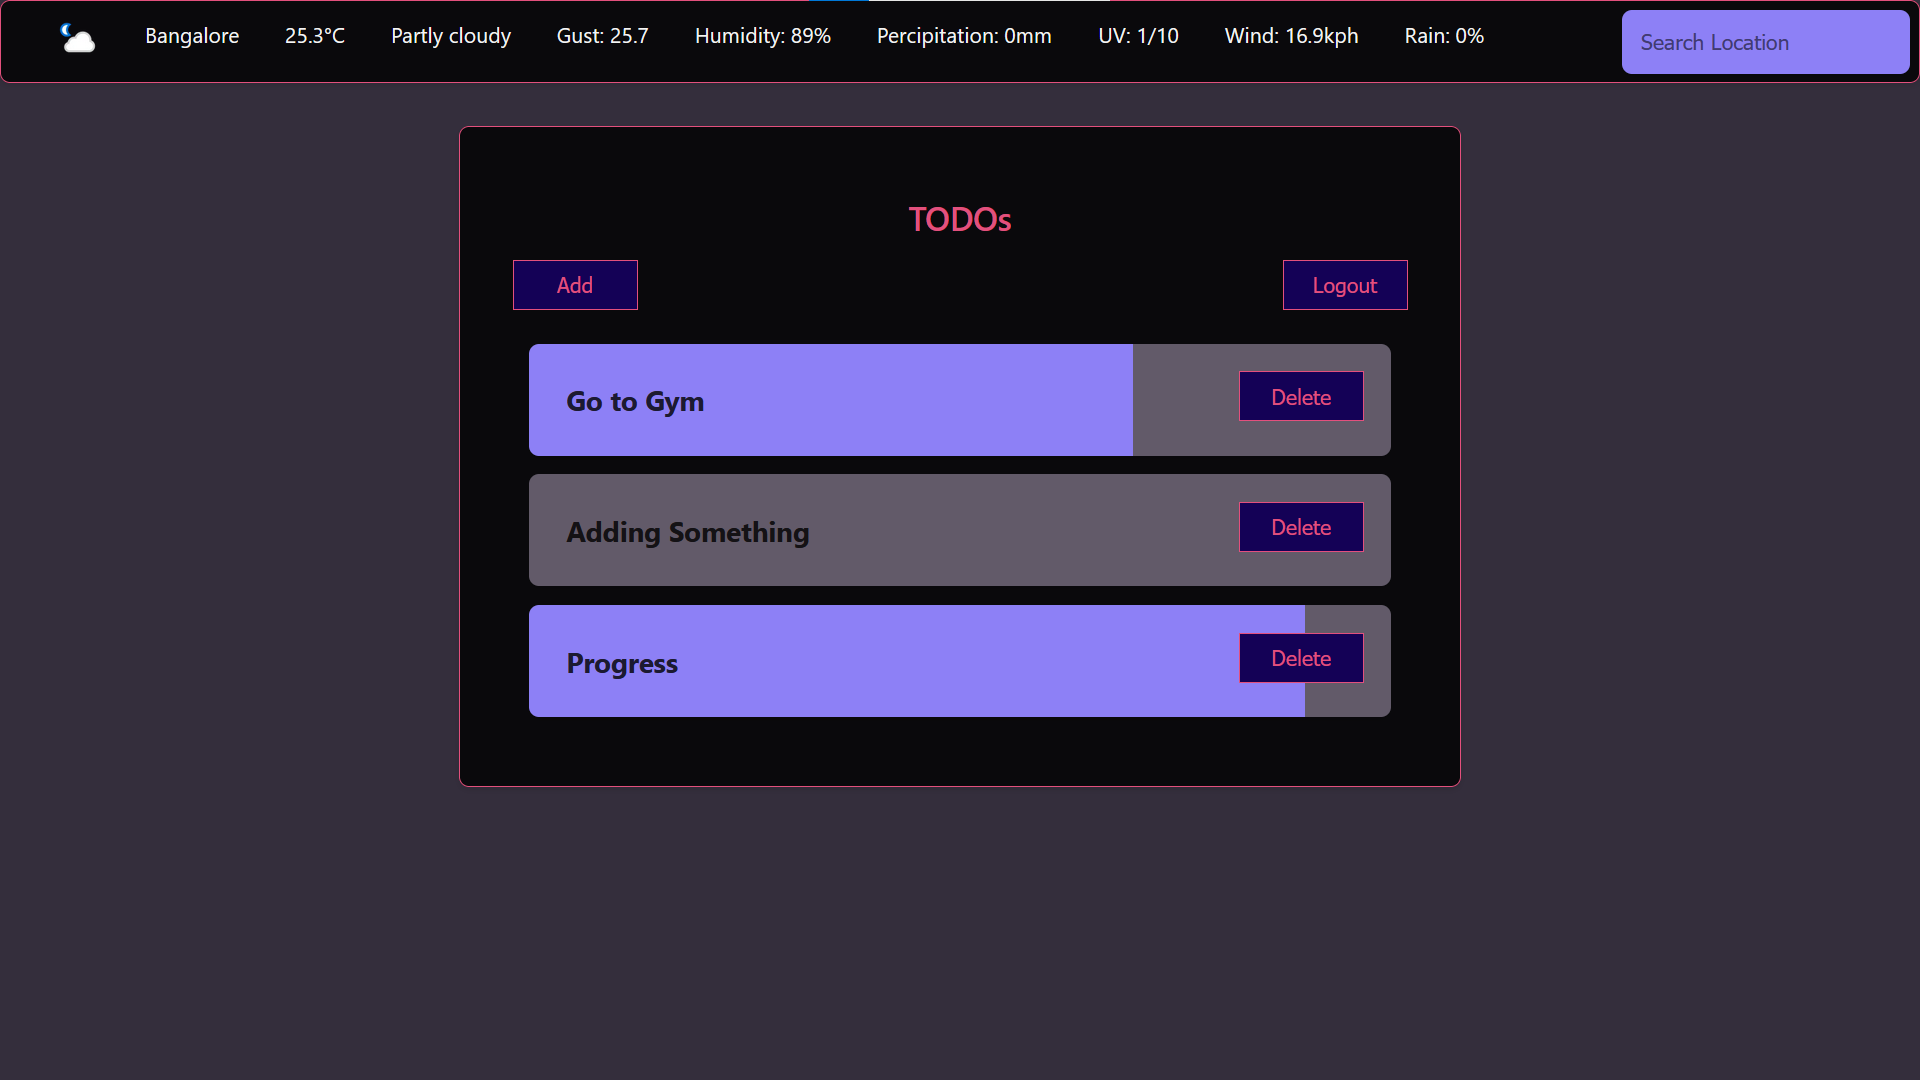 Bangalore 25.3°C Partly cloudy Gust: 25.7 Humidity: 89% Percipitation: 0mm UV: 1/10 Wind: 16.9kph Rain: 0% Search Location
TODOs
Add Logout
Go to Gym Delete
Adding Something Delete
Progress Delete